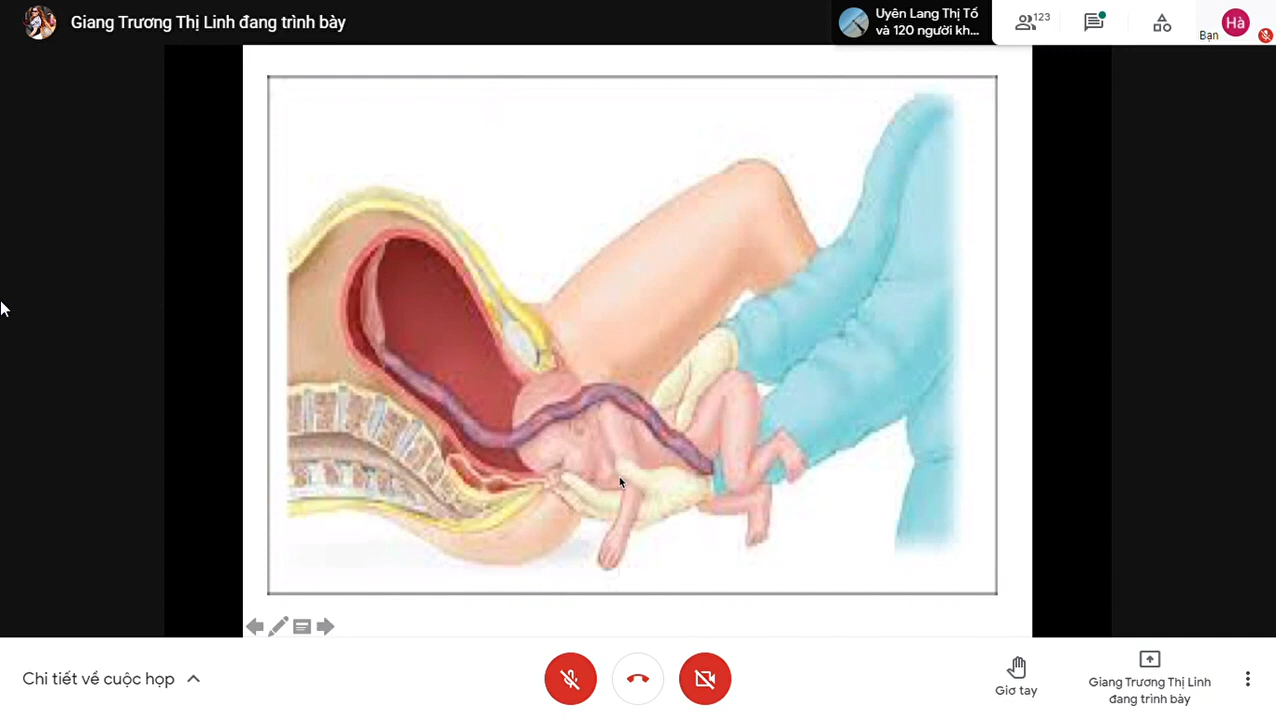 Giang Trương Thị Linh đang trình bày
Uyên Lang Thị Tố
và 120 người kh...
123
Hà
Bạn
Chi tiết về cuộc họp
Giơ tay
Giang Trương Thị Linh
đang trình bày